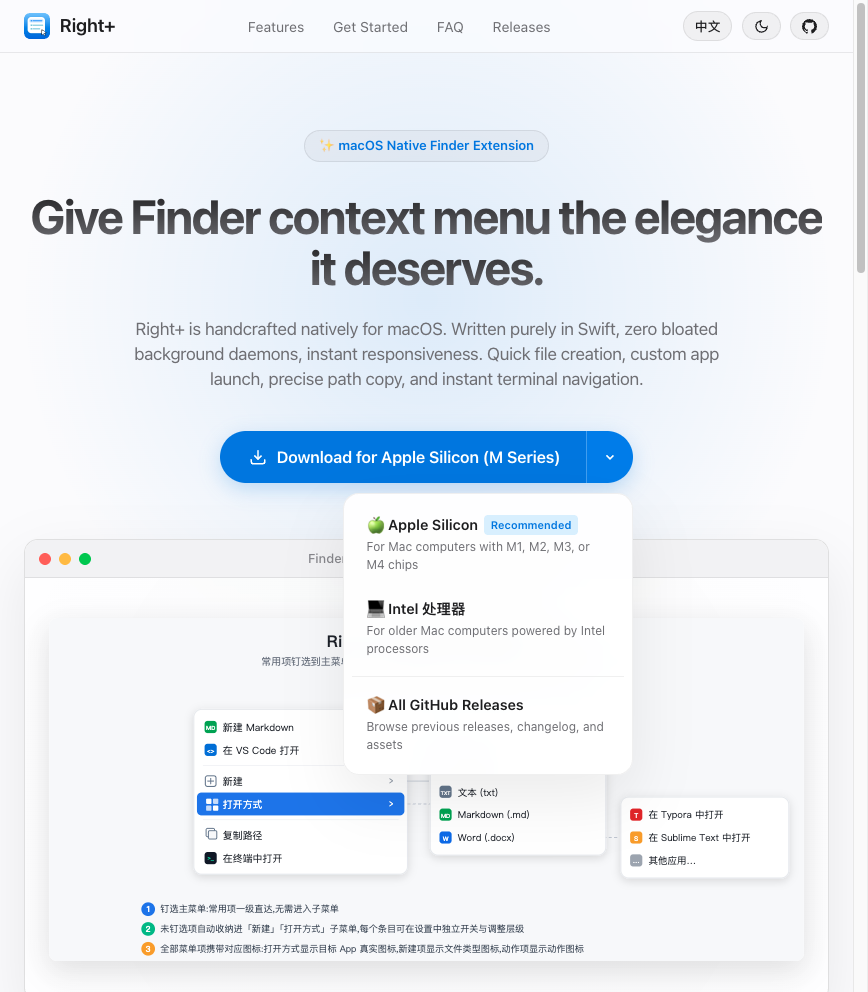 Right+
Features
Get Started
FAQ
Releases
中文
✨ macOS Native Finder Extension
Give Finder context menu the elegance
it deserves.
Right+ is handcrafted natively for macOS. Written purely in Swift, zero bloated
background daemons, instant responsiveness. Quick file creation, custom app
launch, precise path copy, and instant terminal navigation.
Download for Apple Silicon (M Series)
🍏 Apple Silicon Recommended
For Mac computers with M1, M2, M3, or
M4 chips
💻 Intel 处理器
For older Mac computers powered by Intel
processors
📦 All GitHub Releases
Browse previous releases, changelog, and
assets
Finder
Ri
常用项钉选到主菜单
MD 新建 Markdown
在 VS Code 打开
新建
打开方式
复制路径
在终端中打开
TXT 文本 (txt)
MD Markdown (.md)
W Word (.docx)
T 在 Typora 中打开
S 在 Sublime Text 中打开
… 其他应用...
1 钉选主菜单:常用项一级直达,无需进入子菜单
2 未钉选项自动收纳进「新建」「打开方式」子菜单,每个条目可在设置中独立开关与调整层级
3 全部菜单项携带对应图标:打开方式显示目标 App 真实图标,新建项显示文件类型图标,动作项显示动作图标